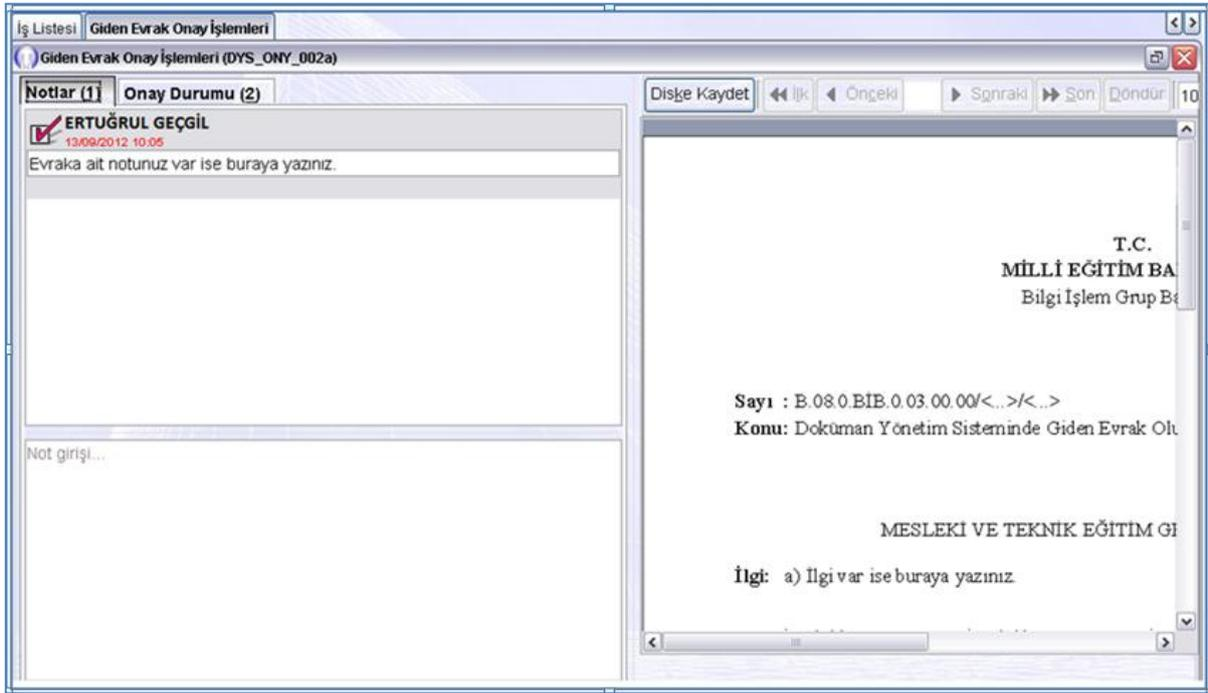 İş Listesi Giden Evrak Onay İşlemleri
Giden Evrak Onay İşlemleri (DYS_ONY_002a)
Notlar (1) Onay Durumu (2)
ERTUĞRUL GEÇGİL
13/09/2012 10:05
Evraka ait notunuz var ise buraya yazınız.
Not girişi...
Diske Kaydet İlk Önceki Sonraki Son Döndür 10
T.C.
MİLLİ EĞİTİM BA
Bilgi İşlem Grup Ba
Sayı : B.08.0.BİB.0.03.00.00/<...>/<...>
Konu: Doküman Yönetim Sisteminde Giden Evrak Olu
MESLEKİ VE TEKNİK EĞİTİM GE
İlgi: a) İlgi var ise buraya yazınız.